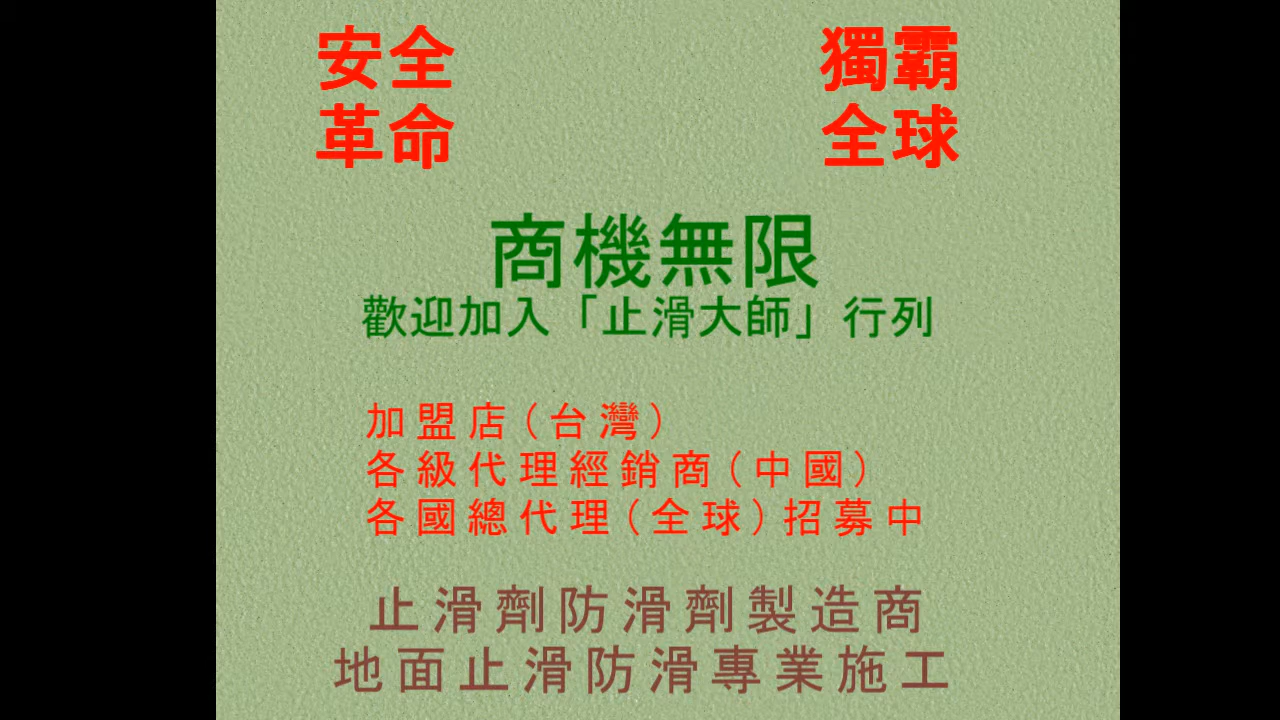 安全 獨霸
革命 全球
商機無限
歡迎加入「止滑大師」行列
加盟店(台灣)
各級代理經銷商(中國)
各國總代理(全球)招募中
止滑劑防滑劑製造商
地面止滑防滑專業施工